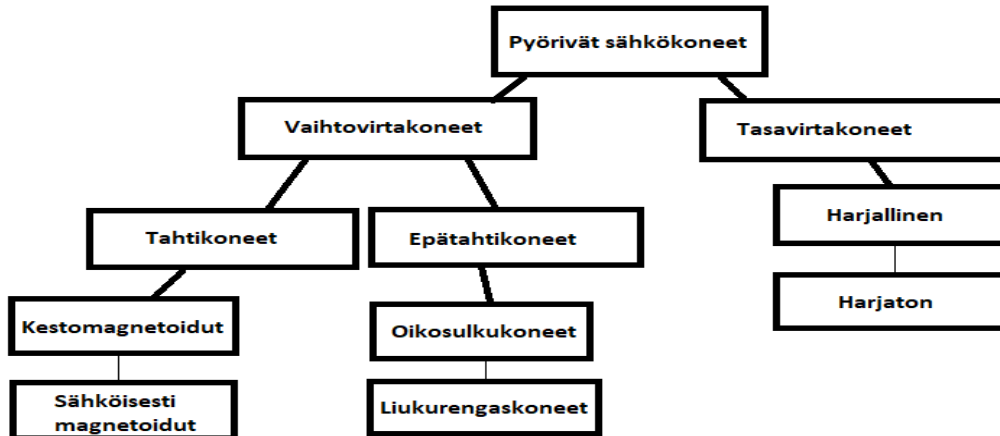 Pyörivät sähkökoneet
Vaihtovirtakoneet
Tasavirtakoneet
Tahtikoneet
Epätahtikoneet
Harjallinen
Kestomagnetoidut
Oikosulkukoneet
Harjaton
Sähköisesti
magnetoidut
Liukurengaskoneet